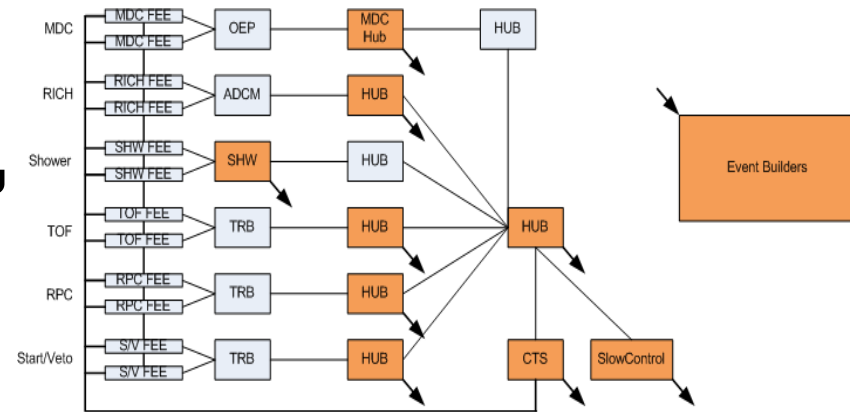 MDC
MDC FEE
MDC FEE
OEP
MDC
Hub
HUB
RICH
RICH FEE
RICH FEE
ADCM
HUB
Shower
SHW FEE
SHW FEE
SHW
HUB
Event Builders
TOF
TOF FEE
TOF FEE
TRB
HUB
HUB
RPC
RPC FEE
RPC FEE
TRB
HUB
Start/Veto
S/V FEE
S/V FEE
TRB
HUB
CTS
SlowControl